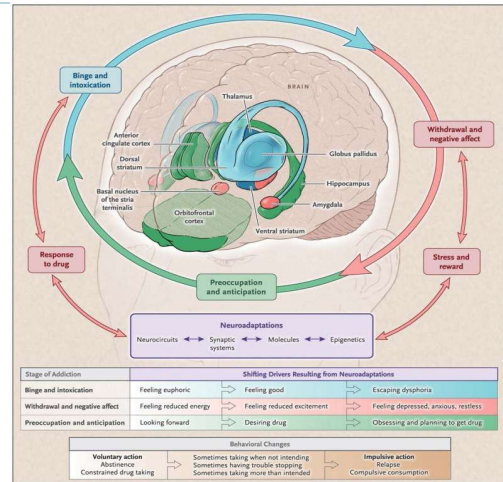 Binge and
intoxication
BRAIN
Thalamus
Anterior
cingulate cortex
Dorsal
striatum
Basal nucleus
of the stria
terminalis
Orbitofrontal
cortex
Globus pallidus
Hippocampus
Amygdala
Ventral striatum
Withdrawal and
negative affect
Response
to drug
Stress and
reward
Preoccupation
and anticipation
Neuroadaptations
Neurocircuits
Synaptic
systems
Molecules
Epigenetics
Stage of Addiction
Shifting Drivers Resulting from Neuroadaptations
Binge and intoxication
Feeling euphoric
Feeling good
Escaping dysphoria
Withdrawal and negative affect
Feeling reduced energy
Feeling reduced excitement
Feeling depressed, anxious, restless
Preoccupation and anticipation
Looking forward
Desiring drug
Obsessing and planning to get drug
Behavioral Changes
Voluntary action
Abstinence
Constrained drug taking
Sometimes taking when not intending
Sometimes having trouble stopping
Sometimes taking more than intended
Impulsive action
Relapse
Compulsive consumption